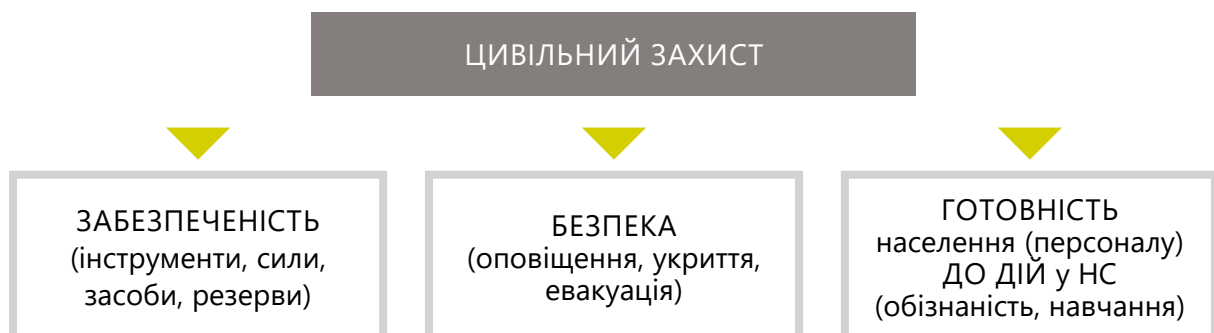 ЦИВІЛЬНИЙ ЗАХИСТ
ЗАБЕЗПЕЧЕНІСТЬ
(інструменти, сили,
засоби, резерви)
БЕЗПЕКА
(оповіщення, укриття,
евакуація)
ГОТОВНІСТЬ
населення (персоналу)
ДО ДІЙ у НС
(обізнаність, навчання)